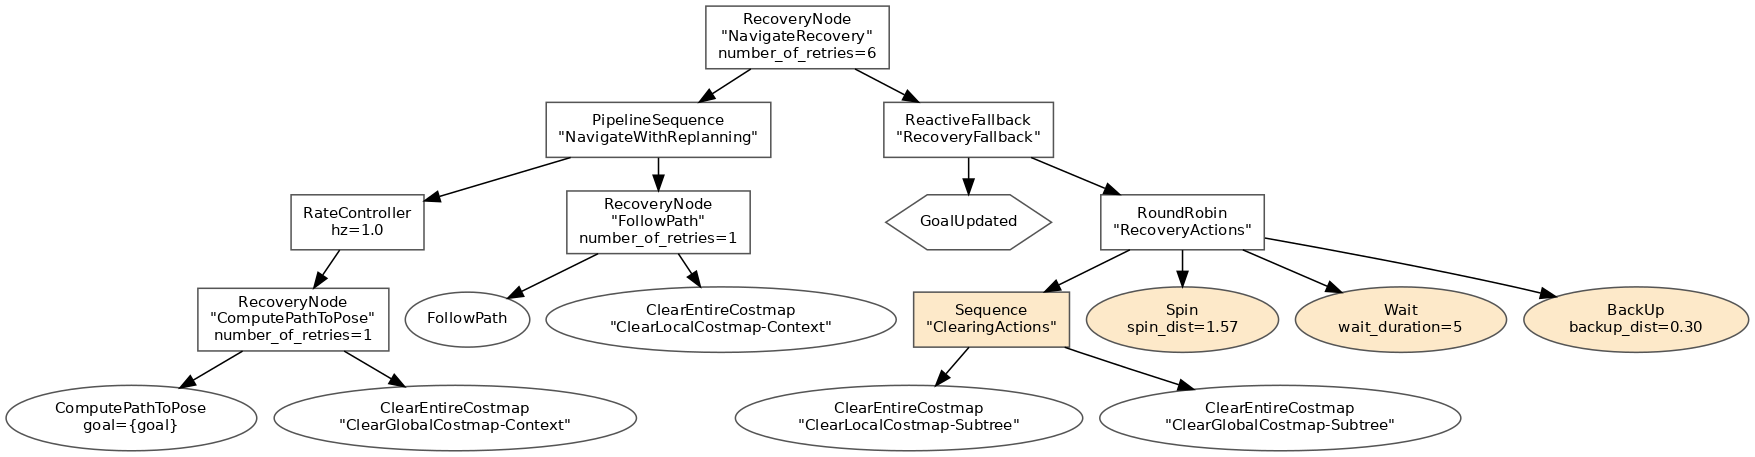 RecoveryNode
"NavigateRecovery"
number_of_retries=6
PipelineSequence
"NavigateWithReplanning"
ReactiveFallback
"RecoveryFallback"
RateController
hz=1.0
RecoveryNode
"FollowPath"
number_of_retries=1
GoalUpdated
RoundRobin
"RecoveryActions"
RecoveryNode
"ComputePathToPose"
number_of_retries=1
FollowPath
ClearEntireCostmap
"ClearLocalCostmap-Context"
Sequence
"ClearingActions"
Spin
spin_dist=1.57
Wait
wait_duration=5
BackUp
backup_dist=0.30
ComputePathToPose
goal={goal}
ClearEntireCostmap
"ClearGlobalCostmap-Context"
ClearEntireCostmap
"ClearLocalCostmap-Subtree"
ClearEntireCostmap
"ClearGlobalCostmap-Subtree"